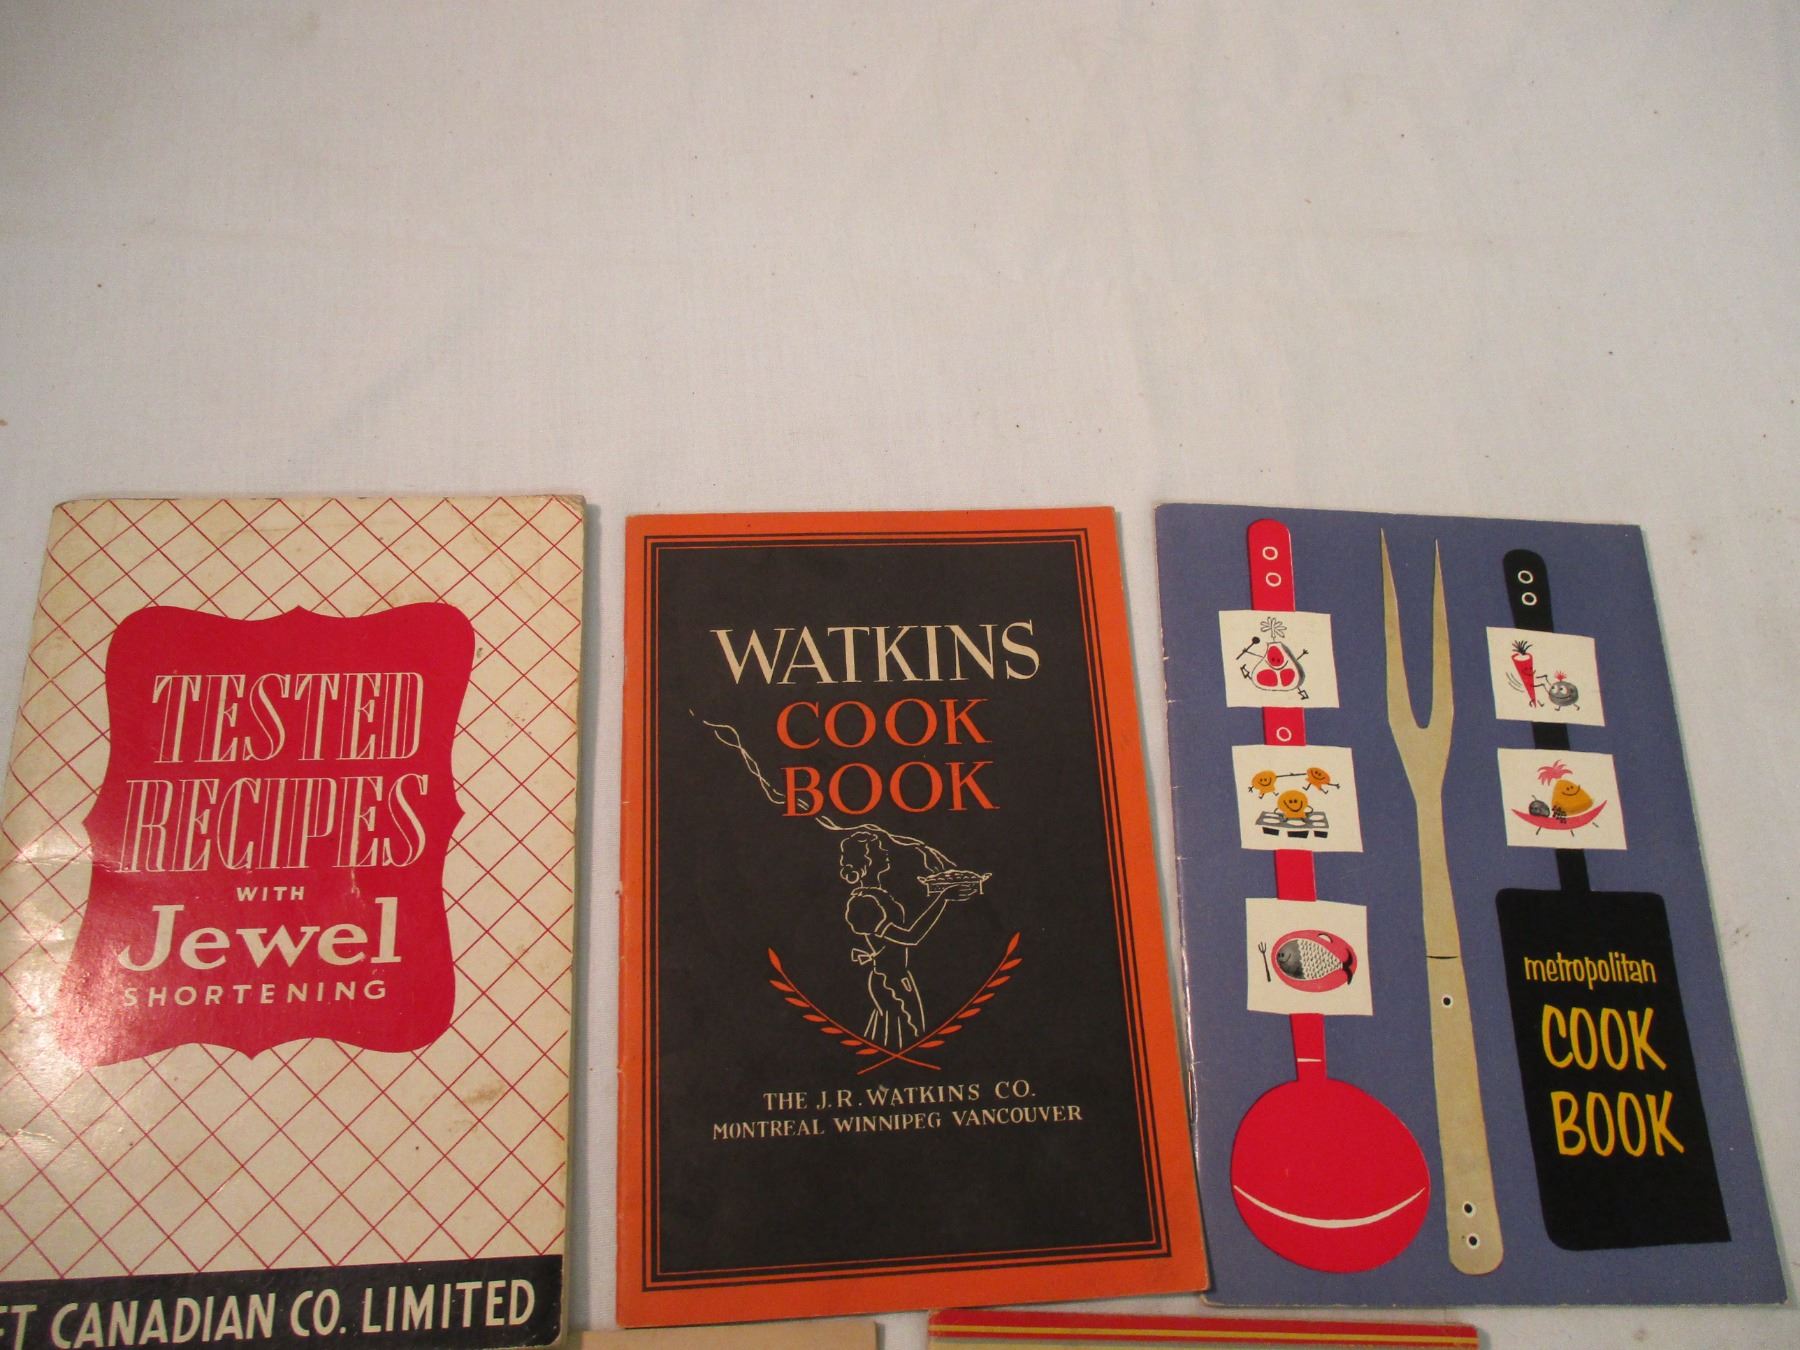 TESTED
RECIPES
WITH
Jewel
SHORTENING
CANADIAN CO. LIMITED
WATKINS
COOK
BOOK
THE J.R. WATKINS CO.
MONTREAL WINNIPEG VANCOUVER
metropolitan
COOK
BOOK